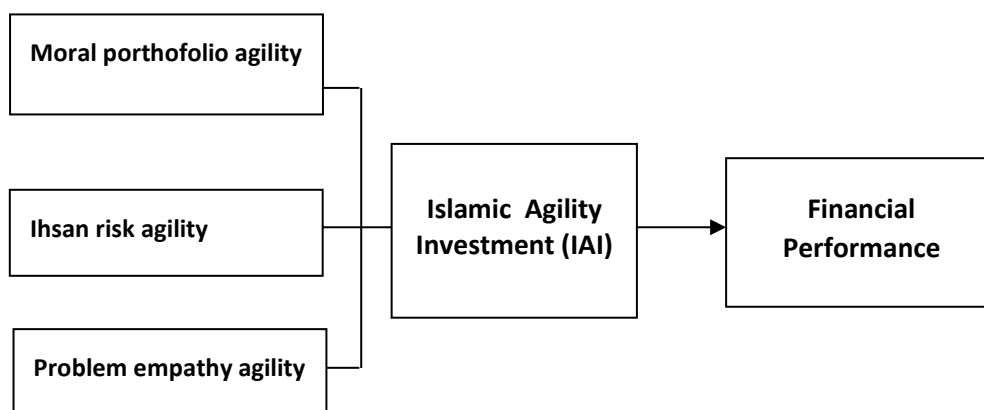 Moral porthofolio agility
Ihsan risk agility
Problem empathy agility
Islamic Agility
Investment (IAI)
Financial
Performance